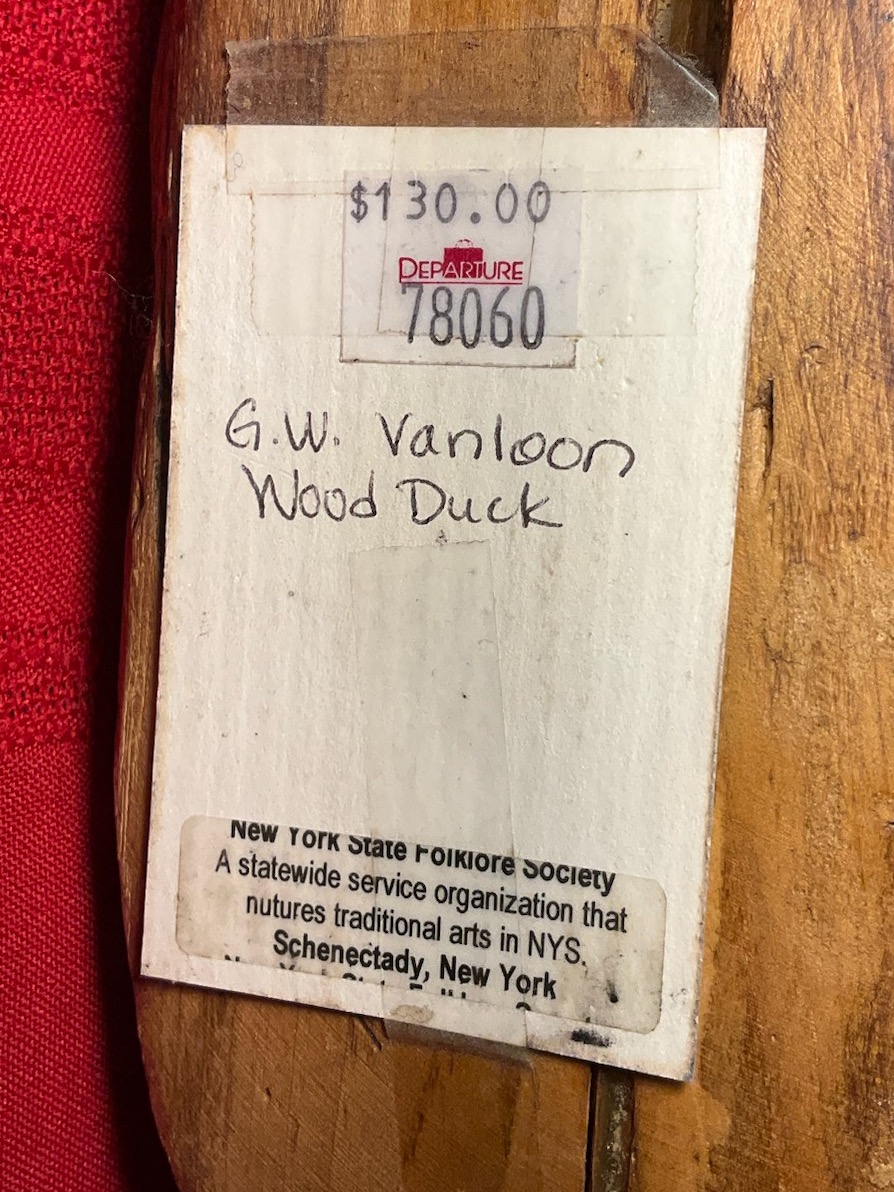 $130.00
DEPARTURE
78060
G.W. Vanloon
Wood Duck
New York State Folklore Society
A statewide service organization that
nutures traditional arts in NYS.
Schenectady, New York